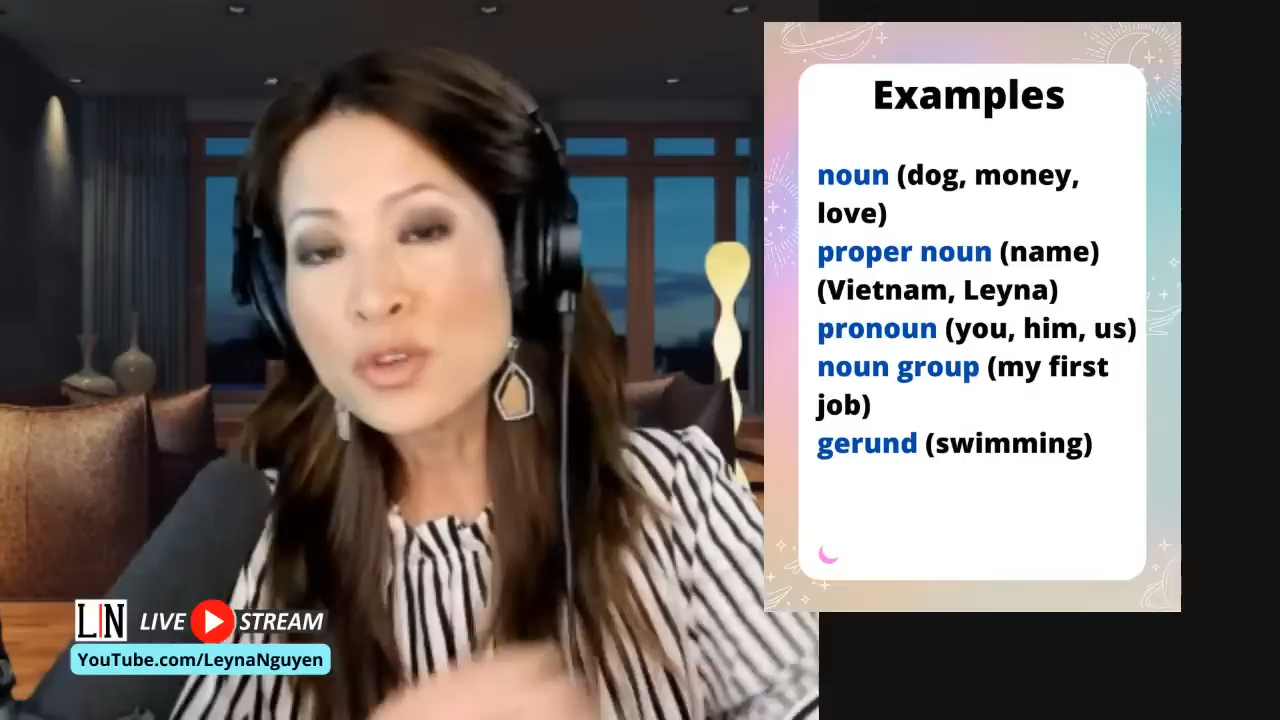 Examples
noun (dog, money,
love)
proper noun (name)
(Vietnam, Leyna)
pronoun (you, him, us)
noun group (my first
job)
gerund (swimming)
LN LIVE STREAM
YouTube.com/LeynaNguyen